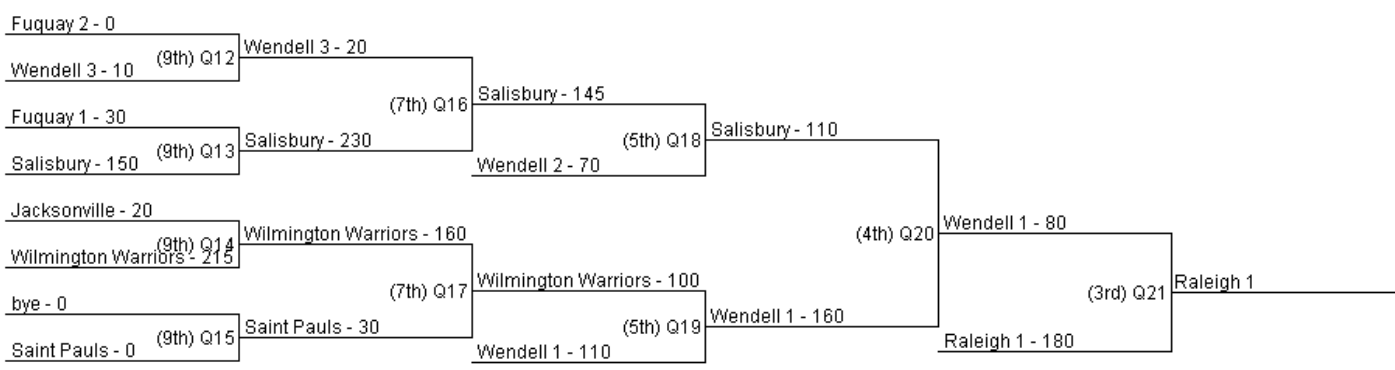 Fuquay 2 - 0
(9th) Q12
Wendell 3 - 10
Wendell 3 - 20
Fuquay 1 - 30
(9th) Q13
Salisbury - 150
Salisbury - 230
(7th) Q16
Salisbury - 145
Wendell 2 - 70
(5th) Q18
Salisbury - 110
Jacksonville - 20
(9th) Q14
Wilmington Warriors - 215
Wilmington Warriors - 160
bye - 0
(9th) Q15
Saint Pauls - 0
Saint Pauls - 30
(7th) Q17
Wilmington Warriors - 100
Wendell 1 - 110
(5th) Q19
Wendell 1 - 160
(4th) Q20
Wendell 1 - 80
Raleigh 1 - 180
(3rd) Q21
Raleigh 1